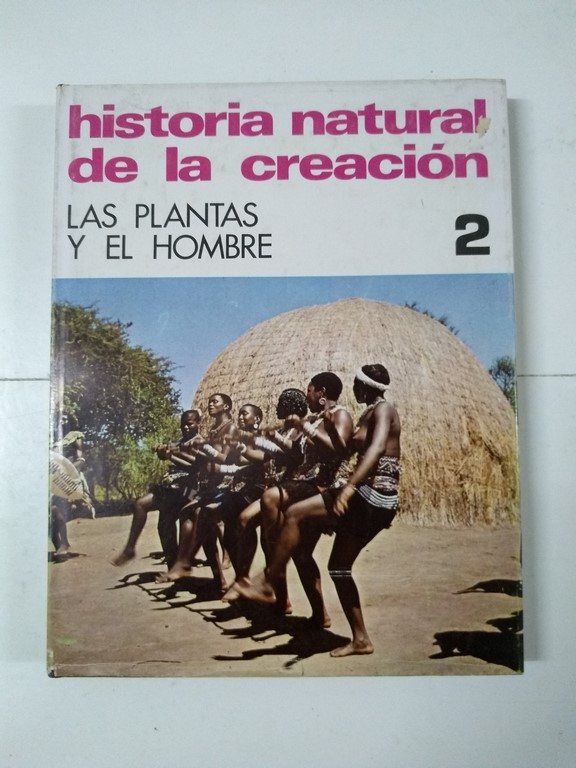 historia natural
de la creación
LAS PLANTAS
Y EL HOMBRE
2